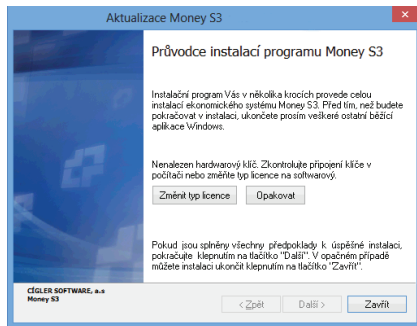 Aktualizace Money S3
Průvodce instalací programu Money S3
Instalační program Vás v několika krocích provede celou
instalací ekonomického systému Money S3. Před tím, než budete
pokračovat v instalaci, ukončete prosím veškeré ostatní běžící
aplikace Windows.
Nenalezen hardwarový klíč. Zkontrolujte připojení klíče v
počítači nebo změňte typ licence na softwarový.
Změnit typ licence
Opakovat
Pokud jsou splněny všechny předpoklady k úspěšné instalaci,
pokračujte klepnutím na tlačítko "Další". V opačném případě
můžete instalaci ukončit klepnutím na tlačítko "Zavřít".
CÍGLER SOFTWARE, a.s
Money S3
< Zpět
Další >
Zavřít